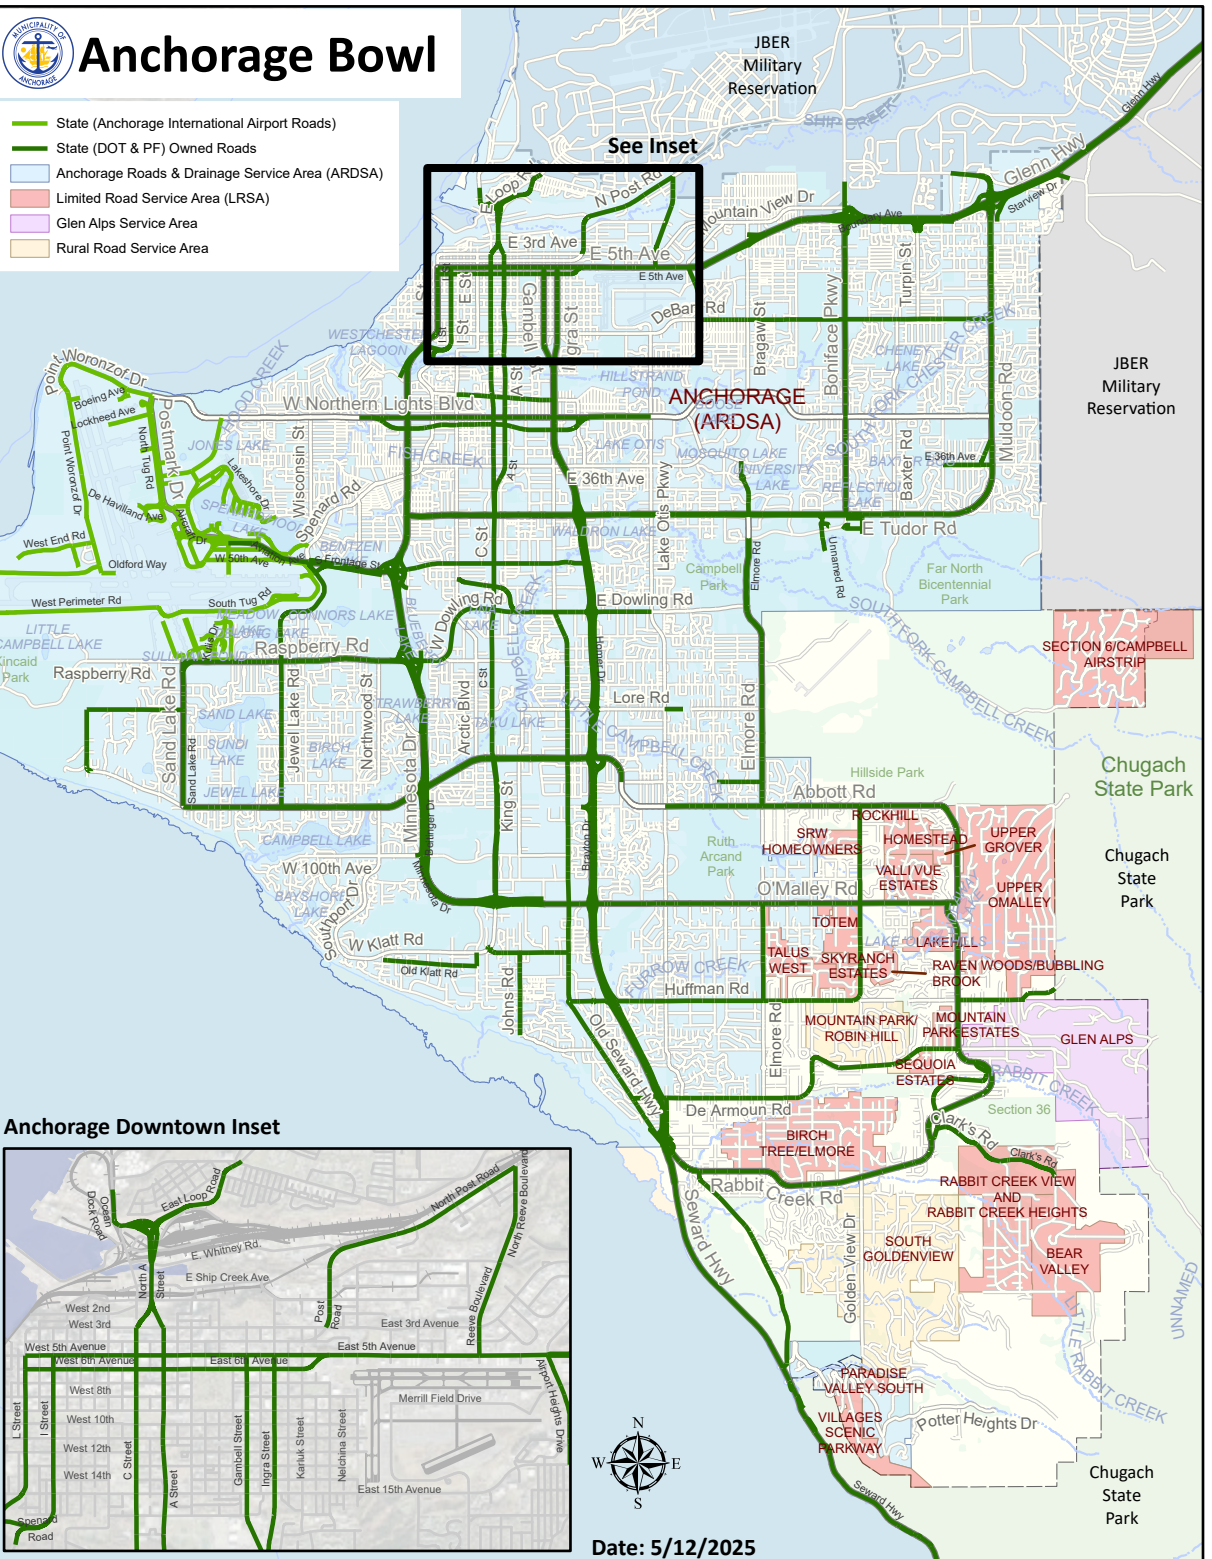 MUNICIPALITY OF
ANCHORAGE
Anchorage Bowl
State (Anchorage International Airport Roads)
State (DOT & PF) Owned Roads
Anchorage Roads & Drainage Service Area (ARDSA)
Limited Road Service Area (LRSA)
Glen Alps Service Area
Rural Road Service Area
JBER
Military
Reservation
Glenn Hwy
SHIP CREEK
See Inset
Glenn Hwy
Starview Dr
E Loop Rd
N Post Rd
Mountain View Dr
Boundary Ave
E 3rd Ave
E 5th Ave
E 5th Ave
Turpin St
E St
I St
I St
Gambell St
Ingra St
DeBarr Rd
Bragaw St
Boniface Pkwy
WESTCHESTER
LAGOON
CHENEY
LAKE
SOUTH FORK CHESTER CREEK
JBER
Military
Reservation
Point Woronzof Dr
HOOD CREEK
Boeing Ave
Lockheed Ave
Postmark Dr
HILLSTRAND
POND
A St
ANCHORAGE
(ARDSA)
GOOSE
Muldoon Rd
W Northern Lights Blvd
JONES LAKE
North Tug Rd
Point Woronzof Dr
Wisconsin St
FISH CREEK
LAKE OTIS
MOSQUITO LAKE
UNIVERSITY
LAKE
Baxter Rd
E 36th Ave
REFLECTION
LAKE
Lakeshore Dr
Spenard Rd
A St
E 36th Ave
Lake Otis Pkwy
De Havilland Ave
Aircraft Dr
E Tudor Rd
WALDRON LAKE
C St
West End Rd
Oldford Way
W 50th Ave
Aviation Ave
S Frontage St
BENTZEN
Elmore Rd
Unnamed Rd
Campbell
Park
Far North
Bicentennial
Park
West Perimeter Rd
South Tug Rd
CONNORS LAKE
W Dowling Rd
E Dowling Rd
SOUTH FORK CAMPBELL CREEK
LITTLE
CAMPBELL LAKE
Kincaid
Park
Raspberry Rd
Raspberry Rd
CAMPBELL CREEK
Homer Dr
SECTION 6/CAMPBELL
AIRSTRIP
Sand Lake Rd
Sand Lake Rd
SAND LAKE
SUNDI
LAKE
Jewel Lake Rd
BIRCH
LAKE
Northwood St
Minnesota Dr
Arctic Blvd
C St
TAKU LAKE
LITTLE CAMPBELL CREEK
Lore Rd
Elmore Rd
JEWEL LAKE
King St
Hillside Park
Chugach
State Park
CAMPBELL LAKE
Brayton Dr
Abbott Rd
ROCKHILL
SRW
HOMEOWNERS
HOMESTEAD
UPPER
GROVER
Ruth
Arcand
Park
VALLI VUE
ESTATES
Chugach
State
Park
W 100th Ave
BAYSHORE
LAKE
Southport Dr
Minnesota Dr
O'Malley Rd
UPPER
OMALLEY
TOTEM
W Klatt Rd
Old Klatt Rd
Johns Rd
FURROW CREEK
TALUS
WEST
SKYRANCH
ESTATES
LAKEHILLS
RAVEN WOODS/BUBBLING
BROOK
Huffman Rd
Old Seward Hwy
Elmore Rd
MOUNTAIN PARK/
ROBIN HILL
MOUNTAIN
PARK ESTATES
GLEN ALPS
SEQUOIA
ESTATES
RABBIT CREEK
De Armoun Rd
Section 36
Clark's Rd
Clark's Rd
BIRCH
TREE/ELMORE
Rabbit
Creek Rd
RABBIT CREEK VIEW
AND
RABBIT CREEK HEIGHTS
Seward Hwy
Golden View Dr
SOUTH
GOLDENVIEW
BEAR
VALLEY
UNNAMED
LITTLE RABBIT CREEK
PARADISE
VALLEY SOUTH
VILLAGES
SCENIC
PARKWAY
Potter Heights Dr
Seward Hwy
Chugach
State
Park
Anchorage Downtown Inset
Ocean
Dock Road
East Loop Road
North Post Road
North Reeve Boulevard
E. Whitney Rd.
E Ship Creek Ave
North A
Street
West 2nd
West 3rd
Post
Road
East 3rd Avenue
Reeve Boulevard
West 5th Avenue
East 5th Avenue
West 6th Avenue
East 6th Avenue
West 8th
Merrill Field Drive
Airport Heights Drive
West 10th
L Street
I Street
C Street
A Street
Gambell Street
Ingra Street
Karluk Street
Nelchina Street
West 12th
West 14th
East 15th Avenue
Spenard
Road
N
W
E
S
Date: 5/12/2025